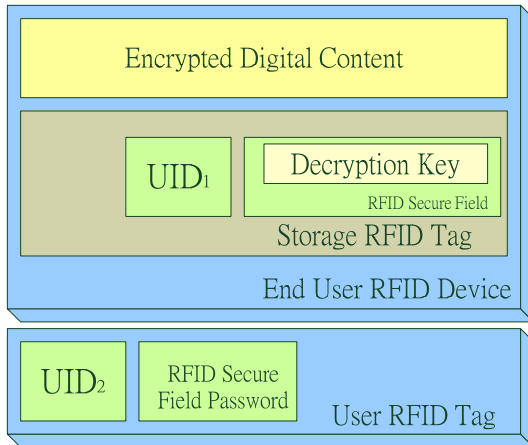 Encrypted Digital Content
UID₁
Decryption Key
RFID Secure Field
Storage RFID Tag
End User RFID Device
UID₂
RFID Secure
Field Password
User RFID Tag